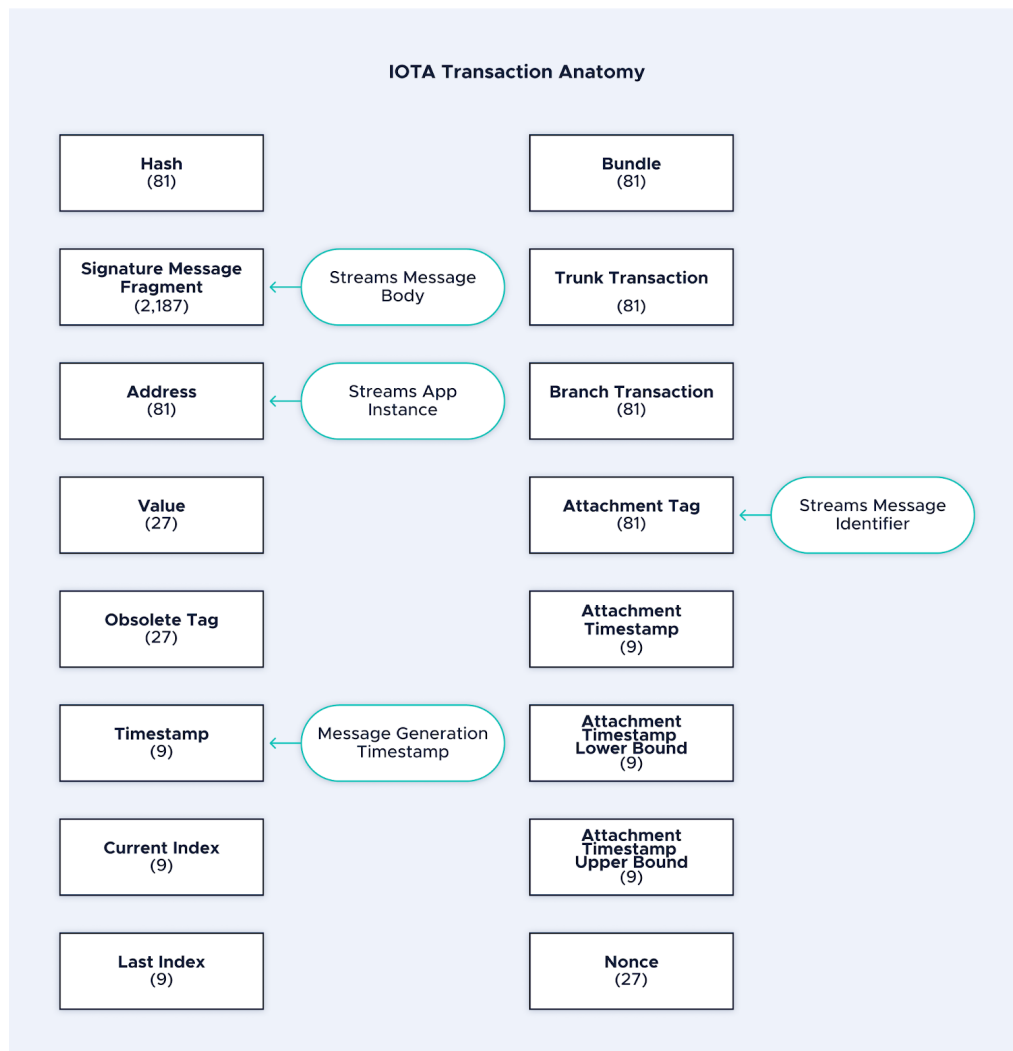 IOTA Transaction Anatomy
Hash
(81)
Bundle
(81)
Signature Message
Fragment
(2,187)
Streams Message
Body
Trunk Transaction
(81)
Address
(81)
Streams App
Instance
Branch Transaction
(81)
Value
(27)
Attachment Tag
(81)
Streams Message
Identifier
Obsolete Tag
(27)
Attachment
Timestamp
(9)
Timestamp
(9)
Message Generation
Timestamp
Attachment
Timestamp
Lower Bound
(9)
Current Index
(9)
Attachment
Timestamp
Upper Bound
(9)
Last Index
(9)
Nonce
(27)